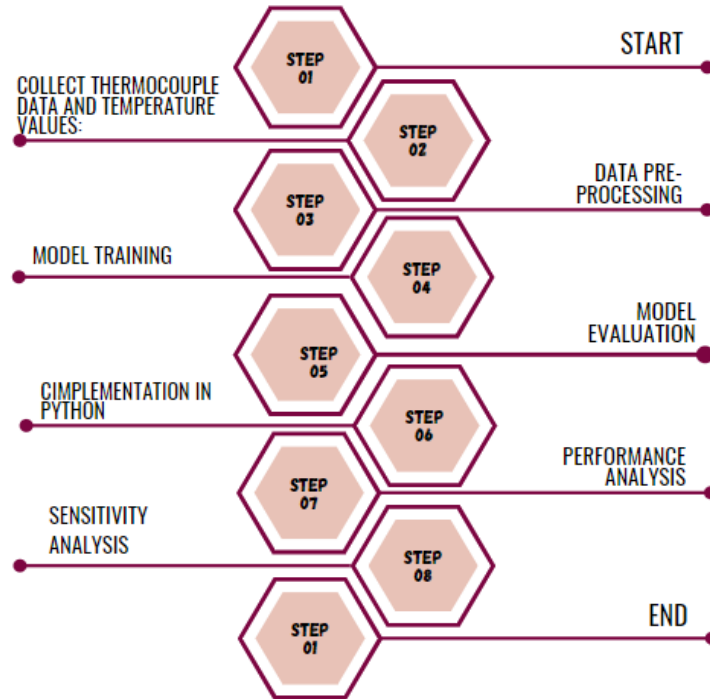 STEP
01
START
COLLECT THERMOCOUPLE
DATA AND TEMPERATURE
VALUES:
STEP
02
DATA PRE-
PROCESSING
STEP
03
MODEL TRAINING
STEP
04
MODEL
EVALUATION
STEP
05
CIMPLEMENTATION IN
PYTHON
STEP
06
PERFORMANCE
ANALYSIS
STEP
07
SENSITIVITY
ANALYSIS
STEP
08
END
STEP
01